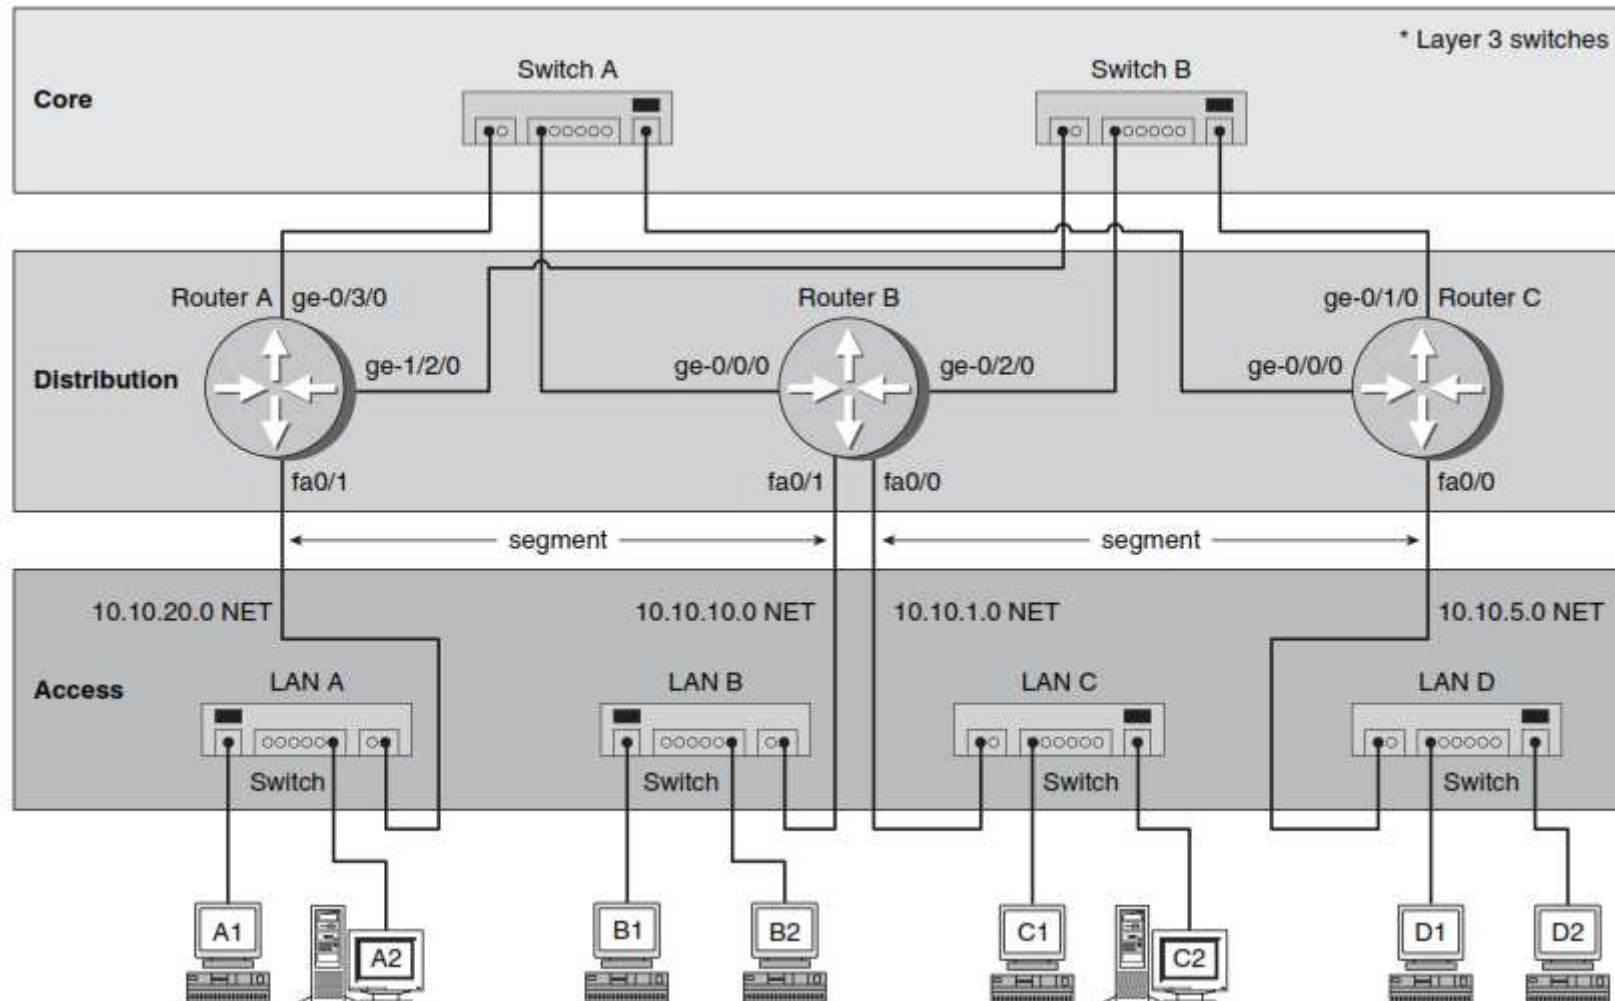 * Layer 3 switches
Switch A
Switch B
Core
Router A
ge-0/3/0
Router B
ge-0/1/0
Router C
ge-1/2/0
ge-0/0/0
ge-0/2/0
ge-0/0/0
Distribution
fa0/1
fa0/1
fa0/0
fa0/0
segment
segment
10.10.20.0 NET
10.10.10.0 NET
10.10.1.0 NET
10.10.5.0 NET
Access
LAN A
LAN B
LAN C
LAN D
Switch
Switch
Switch
Switch
A1
A2
B1
B2
C1
C2
D1
D2